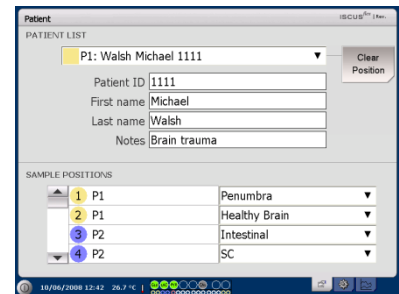 Patient
ISCUS flex
PATIENT LIST
P1: Walsh Michael 1111
Clear
Position
Patient ID 1111
First name Michael
Last name Walsh
Notes Brain trauma
SAMPLE POSITIONS
1 P1 Penumbra
2 P1 Healthy Brain
3 P2 Intestinal
4 P2 SC
10/06/2008 12:42 26.7 °C